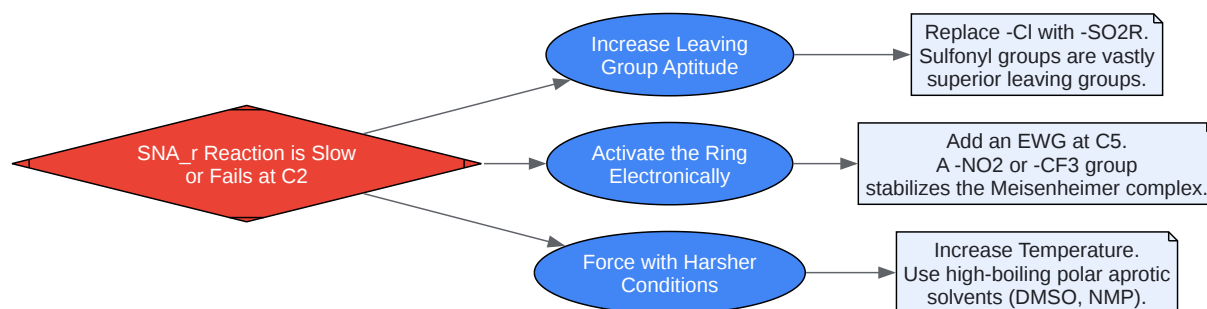 SNA_r Reaction is Slow
or Fails at C2
Increase Leaving
Group Aptitude
Replace -Cl with -SO2R.
Sulfonyl groups are vastly
superior leaving groups.
Activate the Ring
Electronically
Add an EWG at C5.
A -NO2 or -CF3 group
stabilizes the Meisenheimer complex.
Force with Harsher
Conditions
Increase Temperature.
Use high-boiling polar aprotic
solvents (DMSO, NMP).